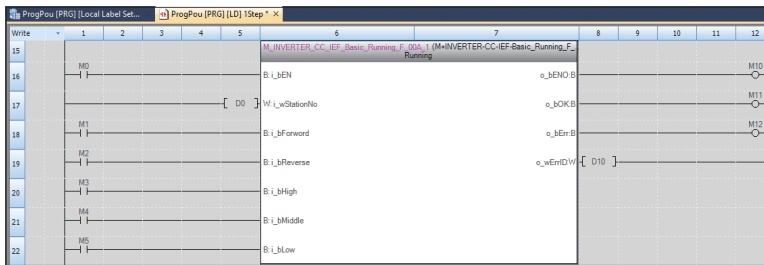 ProgPou [PRG] [Local Label Set... ProgPou [PRG] [LD] 1Step * ×
Write 1 2 3 4 5 6 7 8 9 10 11 12
15 M_INVERTER_CC-IEF_Basic_Running_F_00A_1 (M+INVERTER-CC-IEF-Basic_Running_F_
Running
M0 M10
16 B: i_bEN o_bENO:B
M11
17 D0 W: i_wStationNo o_bOK:B
M1 M12
18 B: i_bForword o_bErr:B
M2
19 B: i_bReverse o_wErrID:W D10
M3
20 B: i_bHigh
M4
21 B: i_bMiddle
M5
22 B: i_bLow